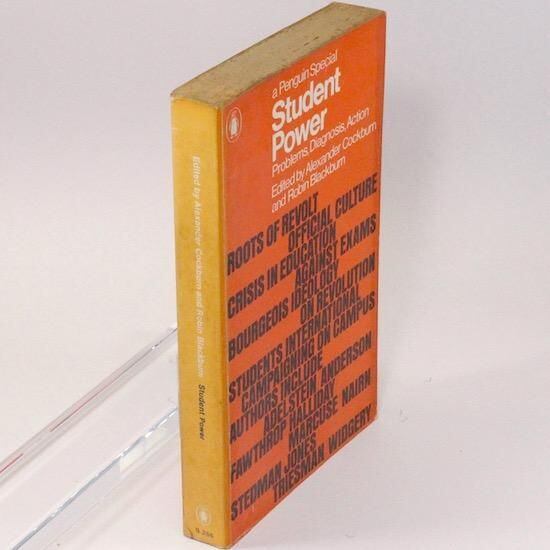 a Penguin Special
Student
Power
Problems, Diagnosis, Action
Edited by Alexander Cockburn
and Robin Blackburn
ROOTS OF REVOLT
OFFICIAL CULTURE
CRISIS IN EDUCATION
AGAINST EXAMS
BOURGEOIS IDEOLOGY
ON REVOLUTION
STUDENTS INTERNATIONAL
CAMPAIGNING ON CAMPUS
AUTHORS INCLUDE
ADELSTEIN ANDERSON
FAWTHROP HALLIDAY
MARCUSE NAIRN
STEDMAN JONES
TRIESMAN WIDGERY
Edited by Alexander Cockburn and Robin Blackburn Student Power